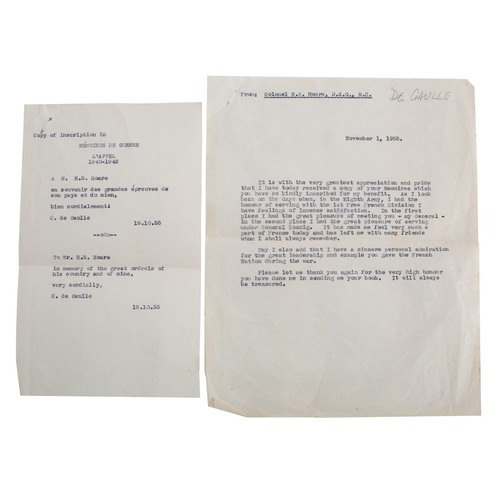 Copy of inscription in
MÉMOIRES DE GUERRE
L'APPEL
1940-1942
A M. R.H. Hoare
en souvenir des grandes épreuves de
son pays et du mien,
bien cordialement:
C. de Gaulle
19.10.55
--oOo--
To Mr. R.H. Hoare
in memory of the great ordeals of
his country and of mine,
very cordially,
C. de Gaulle
19.10.55
From: Colonel R.H. Hoare, D.S.O., M.C.
DE GAULLE
November 1, 1955.
It is with the very greatest appreciation and pride
that I have today received a copy of your Memoires which
you have so kindly inscribed for my benefit. As I look
back on the days when, in the Eighth Army, I had the
honour of serving with the 1st Free French Division I
have feelings of immense satisfaction. In the first
place I had the great pleasure of meeting you - my General -
in the second place I had the great pleasure of serving
under General Koenig. It has made me feel very much a
part of France today and has left me with many friends
whom I shall always remember.
May I also add that I have a sincere personal admiration
for the great leadership and example you gave the French
Nation during the war.
Please let me thank you again for the very high honour
you have done me in sending me your book. It will always
be treasured.